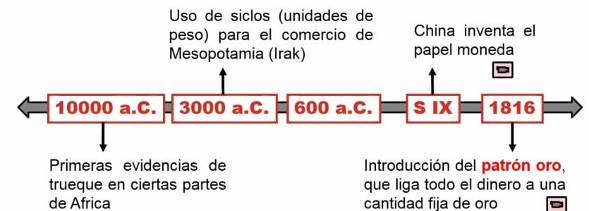 Uso de siclos (unidades de
peso) para el comercio de
Mesopotamia (Irak)
China inventa el
papel moneda
10000 a.C.
3000 a.C.
600 a.C.
S IX
1816
Primeras evidencias de
trueque en ciertas partes
de Africa
Introducción del patrón oro,
que liga todo el dinero a una
cantidad fija de oro